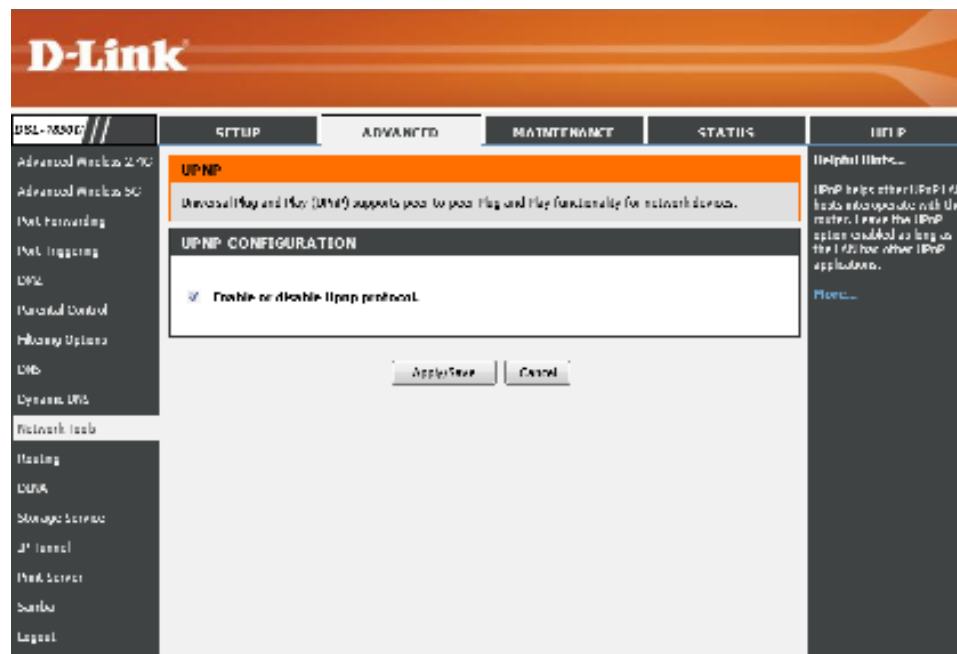 D-Link
SETUP
ADVANCED
MAINTENANCE
STATUS
HELP
Advanced Wireless 2.4G
Advanced Wireless 5G
Port Forwarding
Port Triggering
DMZ
Parental Control
Filtering Options
DNS
Dynamic DNS
Network Tools
Routing
DLNA
Storage Service
IP Tunnel
Print Server
Samba
Logout
UPNP
Universal Plug and Play (UPnP) supports peer-to-peer Plug and Play functionality for network devices.
UPNP CONFIGURATION
Enable or disable Upnp protocol.
Apply/Save
Cancel
Helpful Hints...
UPnP helps other UPnP LAN
hosts interoperate with the
router. Leave the UPnP
option enabled as long as
the LAN has other UPnP
applications.
More...